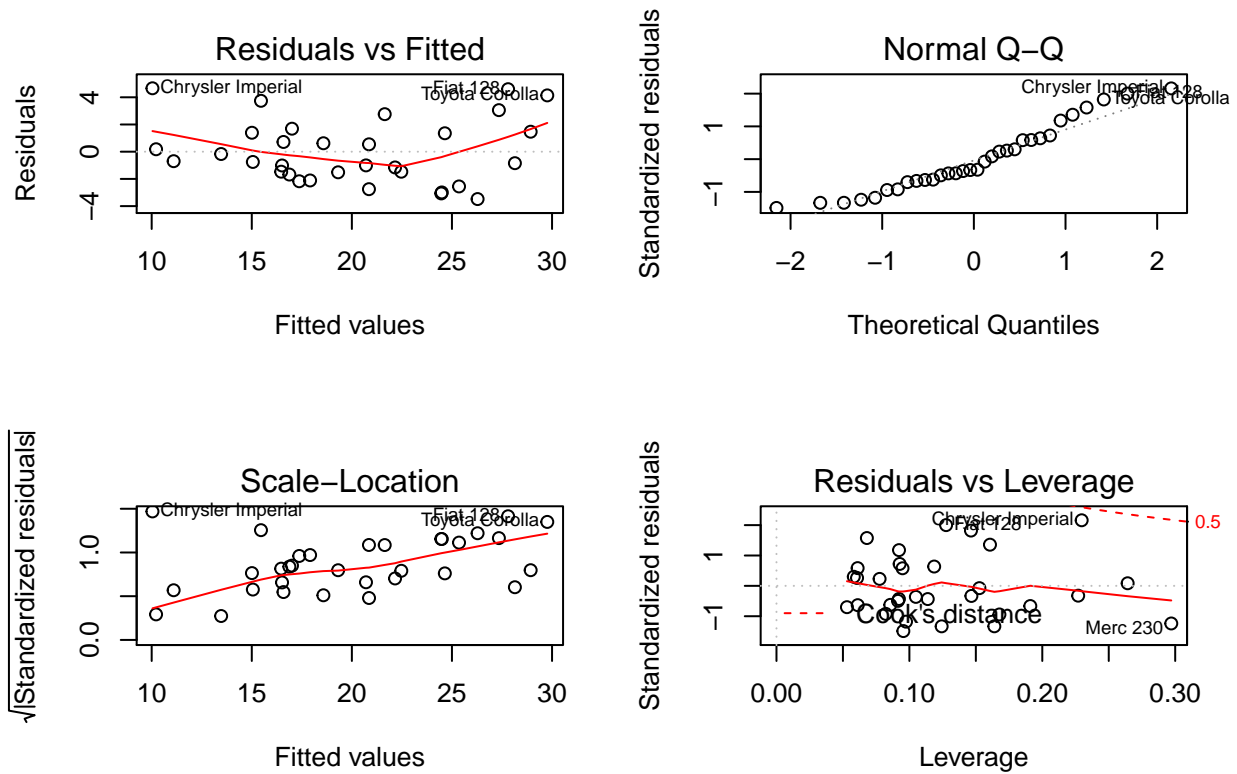 Residuals vs Fitted
Residuals
4
0
−4
Chrysler Imperial
Fiat 128
Toyota Corolla
10 15 20 25 30
Fitted values
Normal Q−Q
Standardized residuals
1
−1
Chrysler Imperial
Fiat 128
Toyota Corolla
−2 −1 0 1 2
Theoretical Quantiles
Scale−Location
√|Standardized residuals|
1.0
0.0
Chrysler Imperial
Fiat 128
Toyota Corolla
10 15 20 25 30
Fitted values
Residuals vs Leverage
Standardized residuals
1
−1
Chrysler Imperial
Fiat 128
0.5
Cook's distance
Merc 230
0.00 0.10 0.20 0.30
Leverage